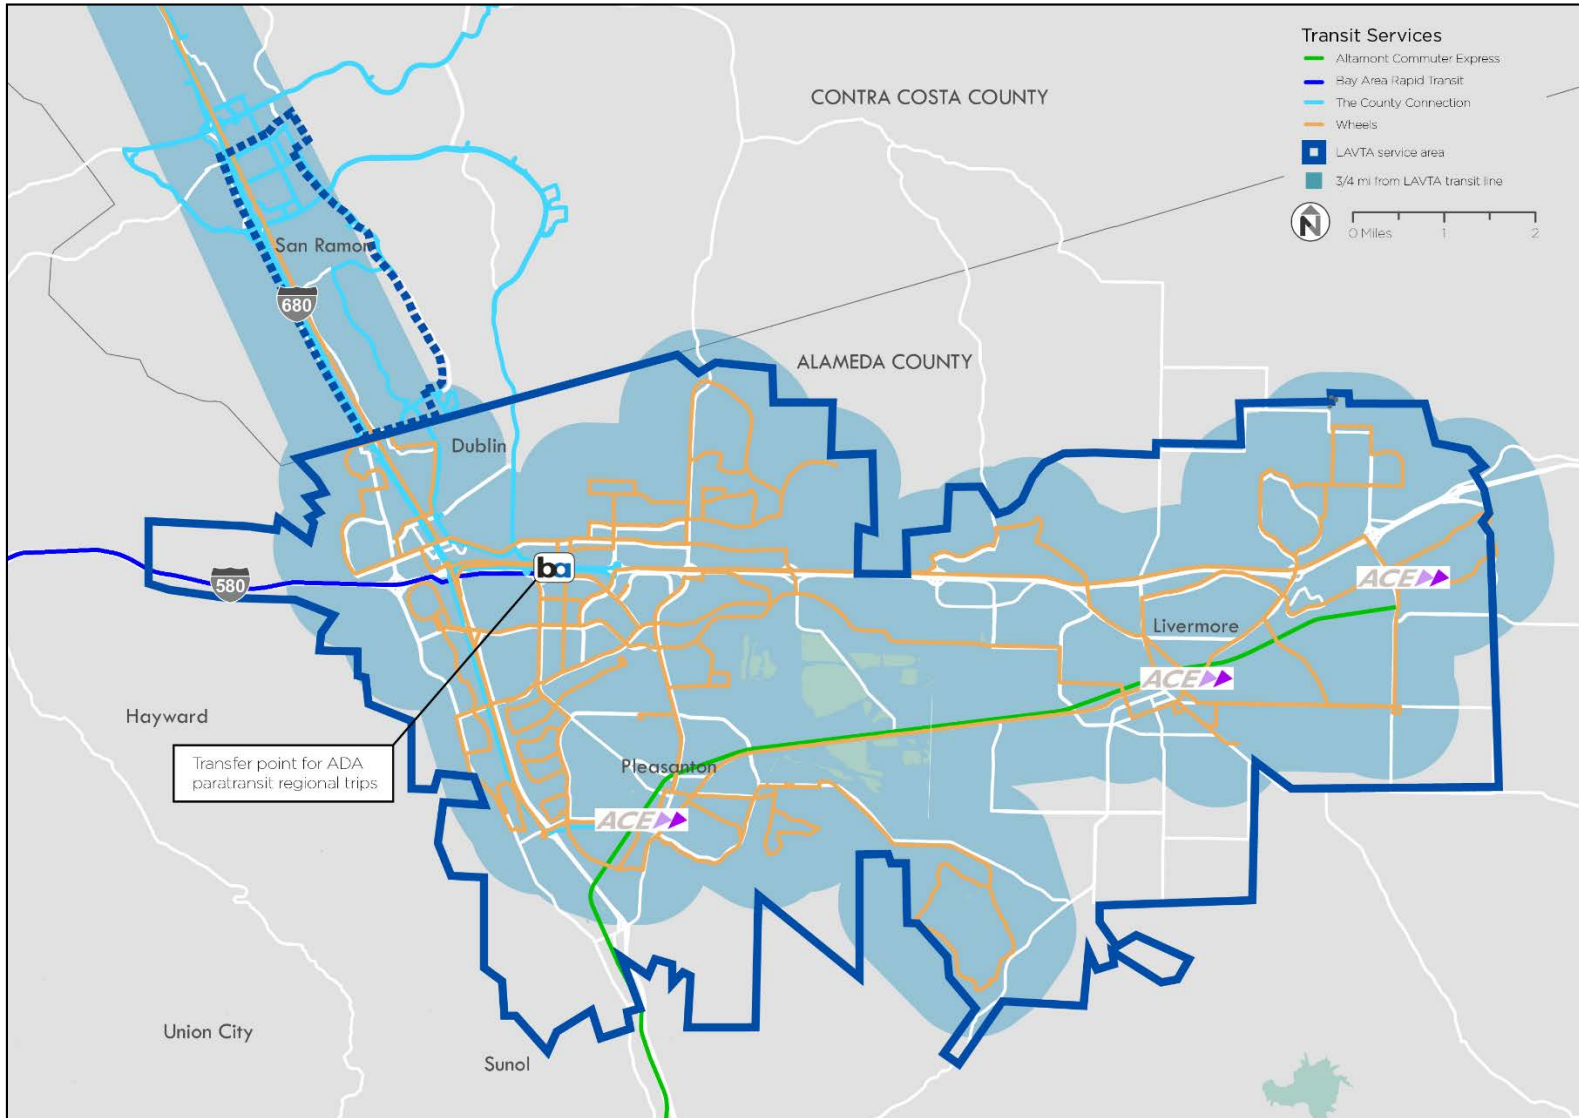 Transit Services
Altamont Commuter Express
Bay Area Rapid Transit
The County Connection
Wheels
LAVTA service area
3/4 mi from LAVTA transit line
N
0 Miles 1 2
CONTRA COSTA COUNTY
San Ramon
680
ALAMEDA COUNTY
Dublin
ba
580
ACE
Livermore
ACE
Hayward
Transfer point for ADA
paratransit regional trips
Pleasanton
ACE
Union City
Sunol